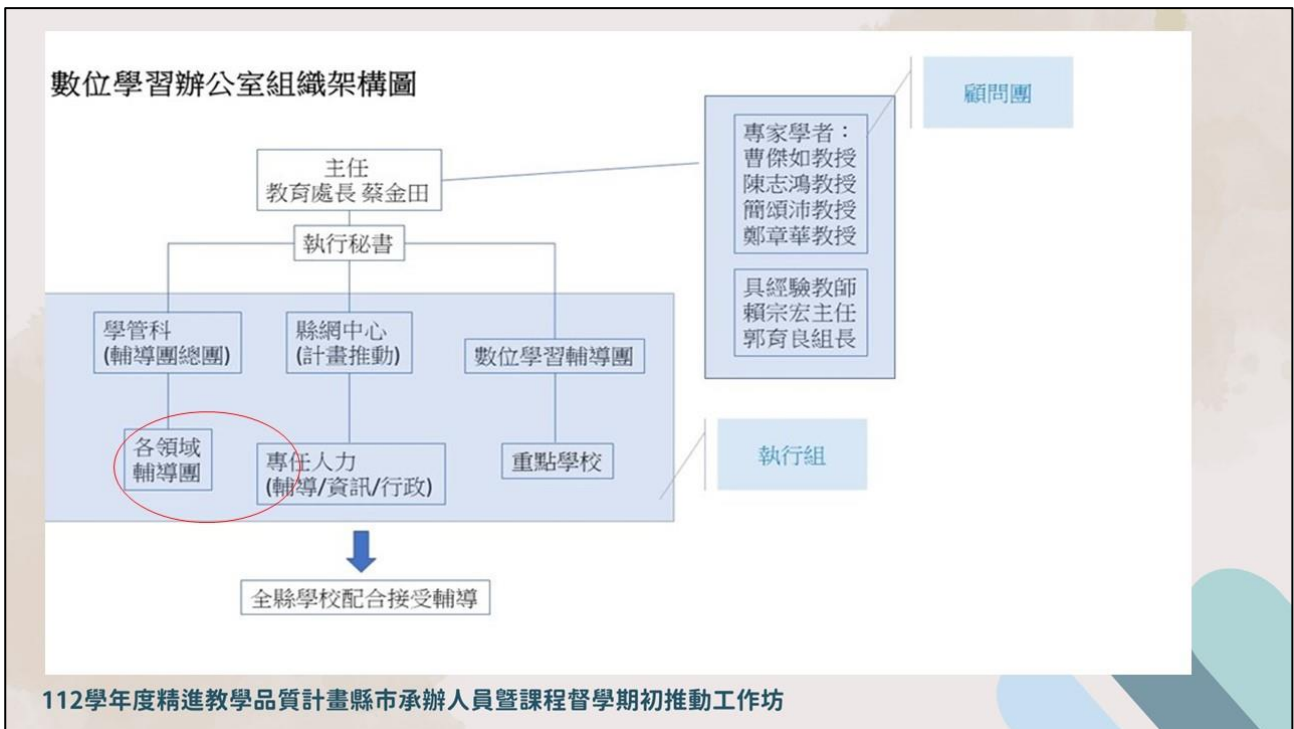 數位學習辦公室組織架構圖
顧問團
專家學者：
曹傑如教授
陳志鴻教授
簡頌沛教授
鄭章華教授
具經驗教師
賴宗宏主任
郭育良組長
主任
教育處長 蔡金田
執行秘書
學管科
(輔導團總團)
縣網中心
(計畫推動)
數位學習輔導團
各領域
輔導團
專任人力
(輔導/資訊/行政)
重點學校
執行組
全縣學校配合接受輔導
112學年度精進教學品質計畫縣市承辦人員暨課程督學期初推動工作坊